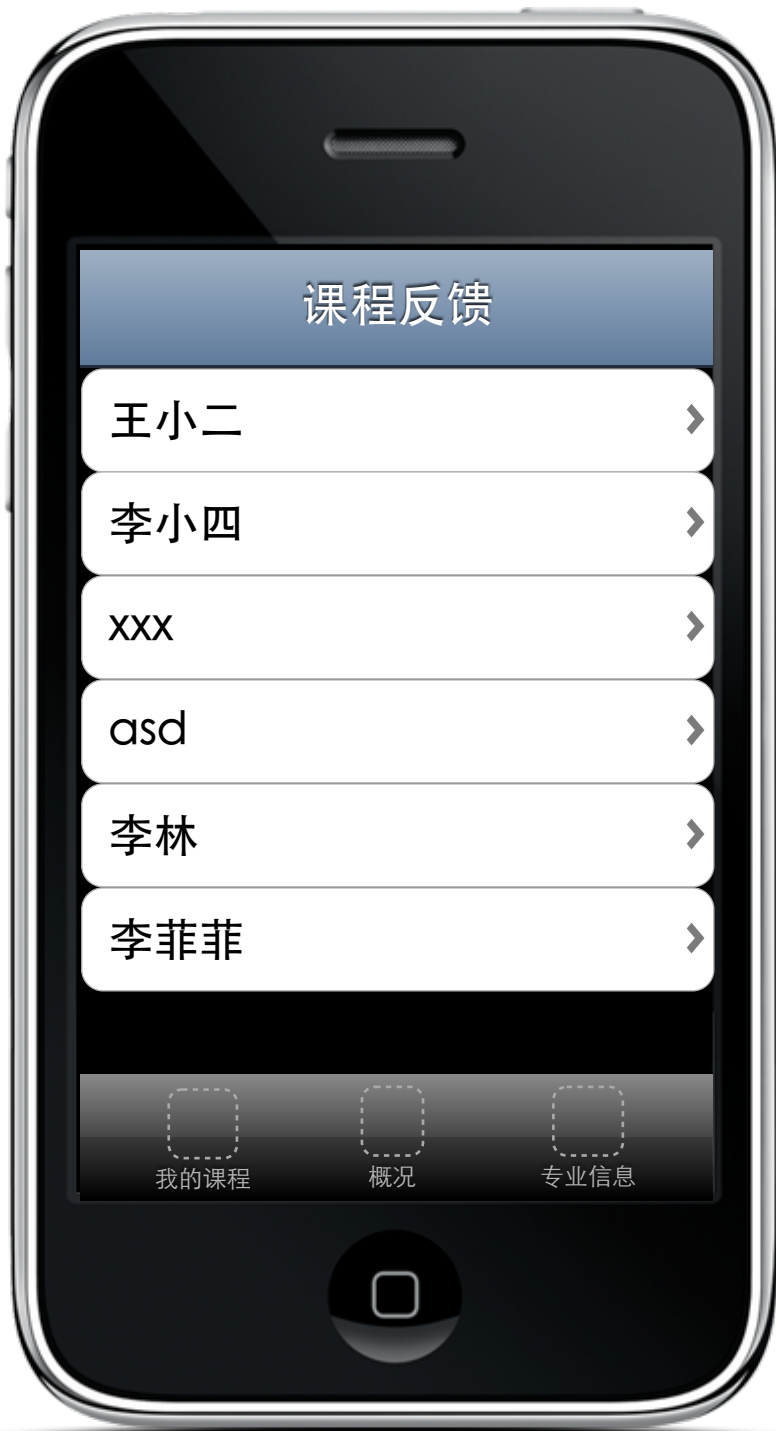 课程反馈
王小二
李小四
xxx
asd
李林
李菲菲
我的课程 概况 专业信息